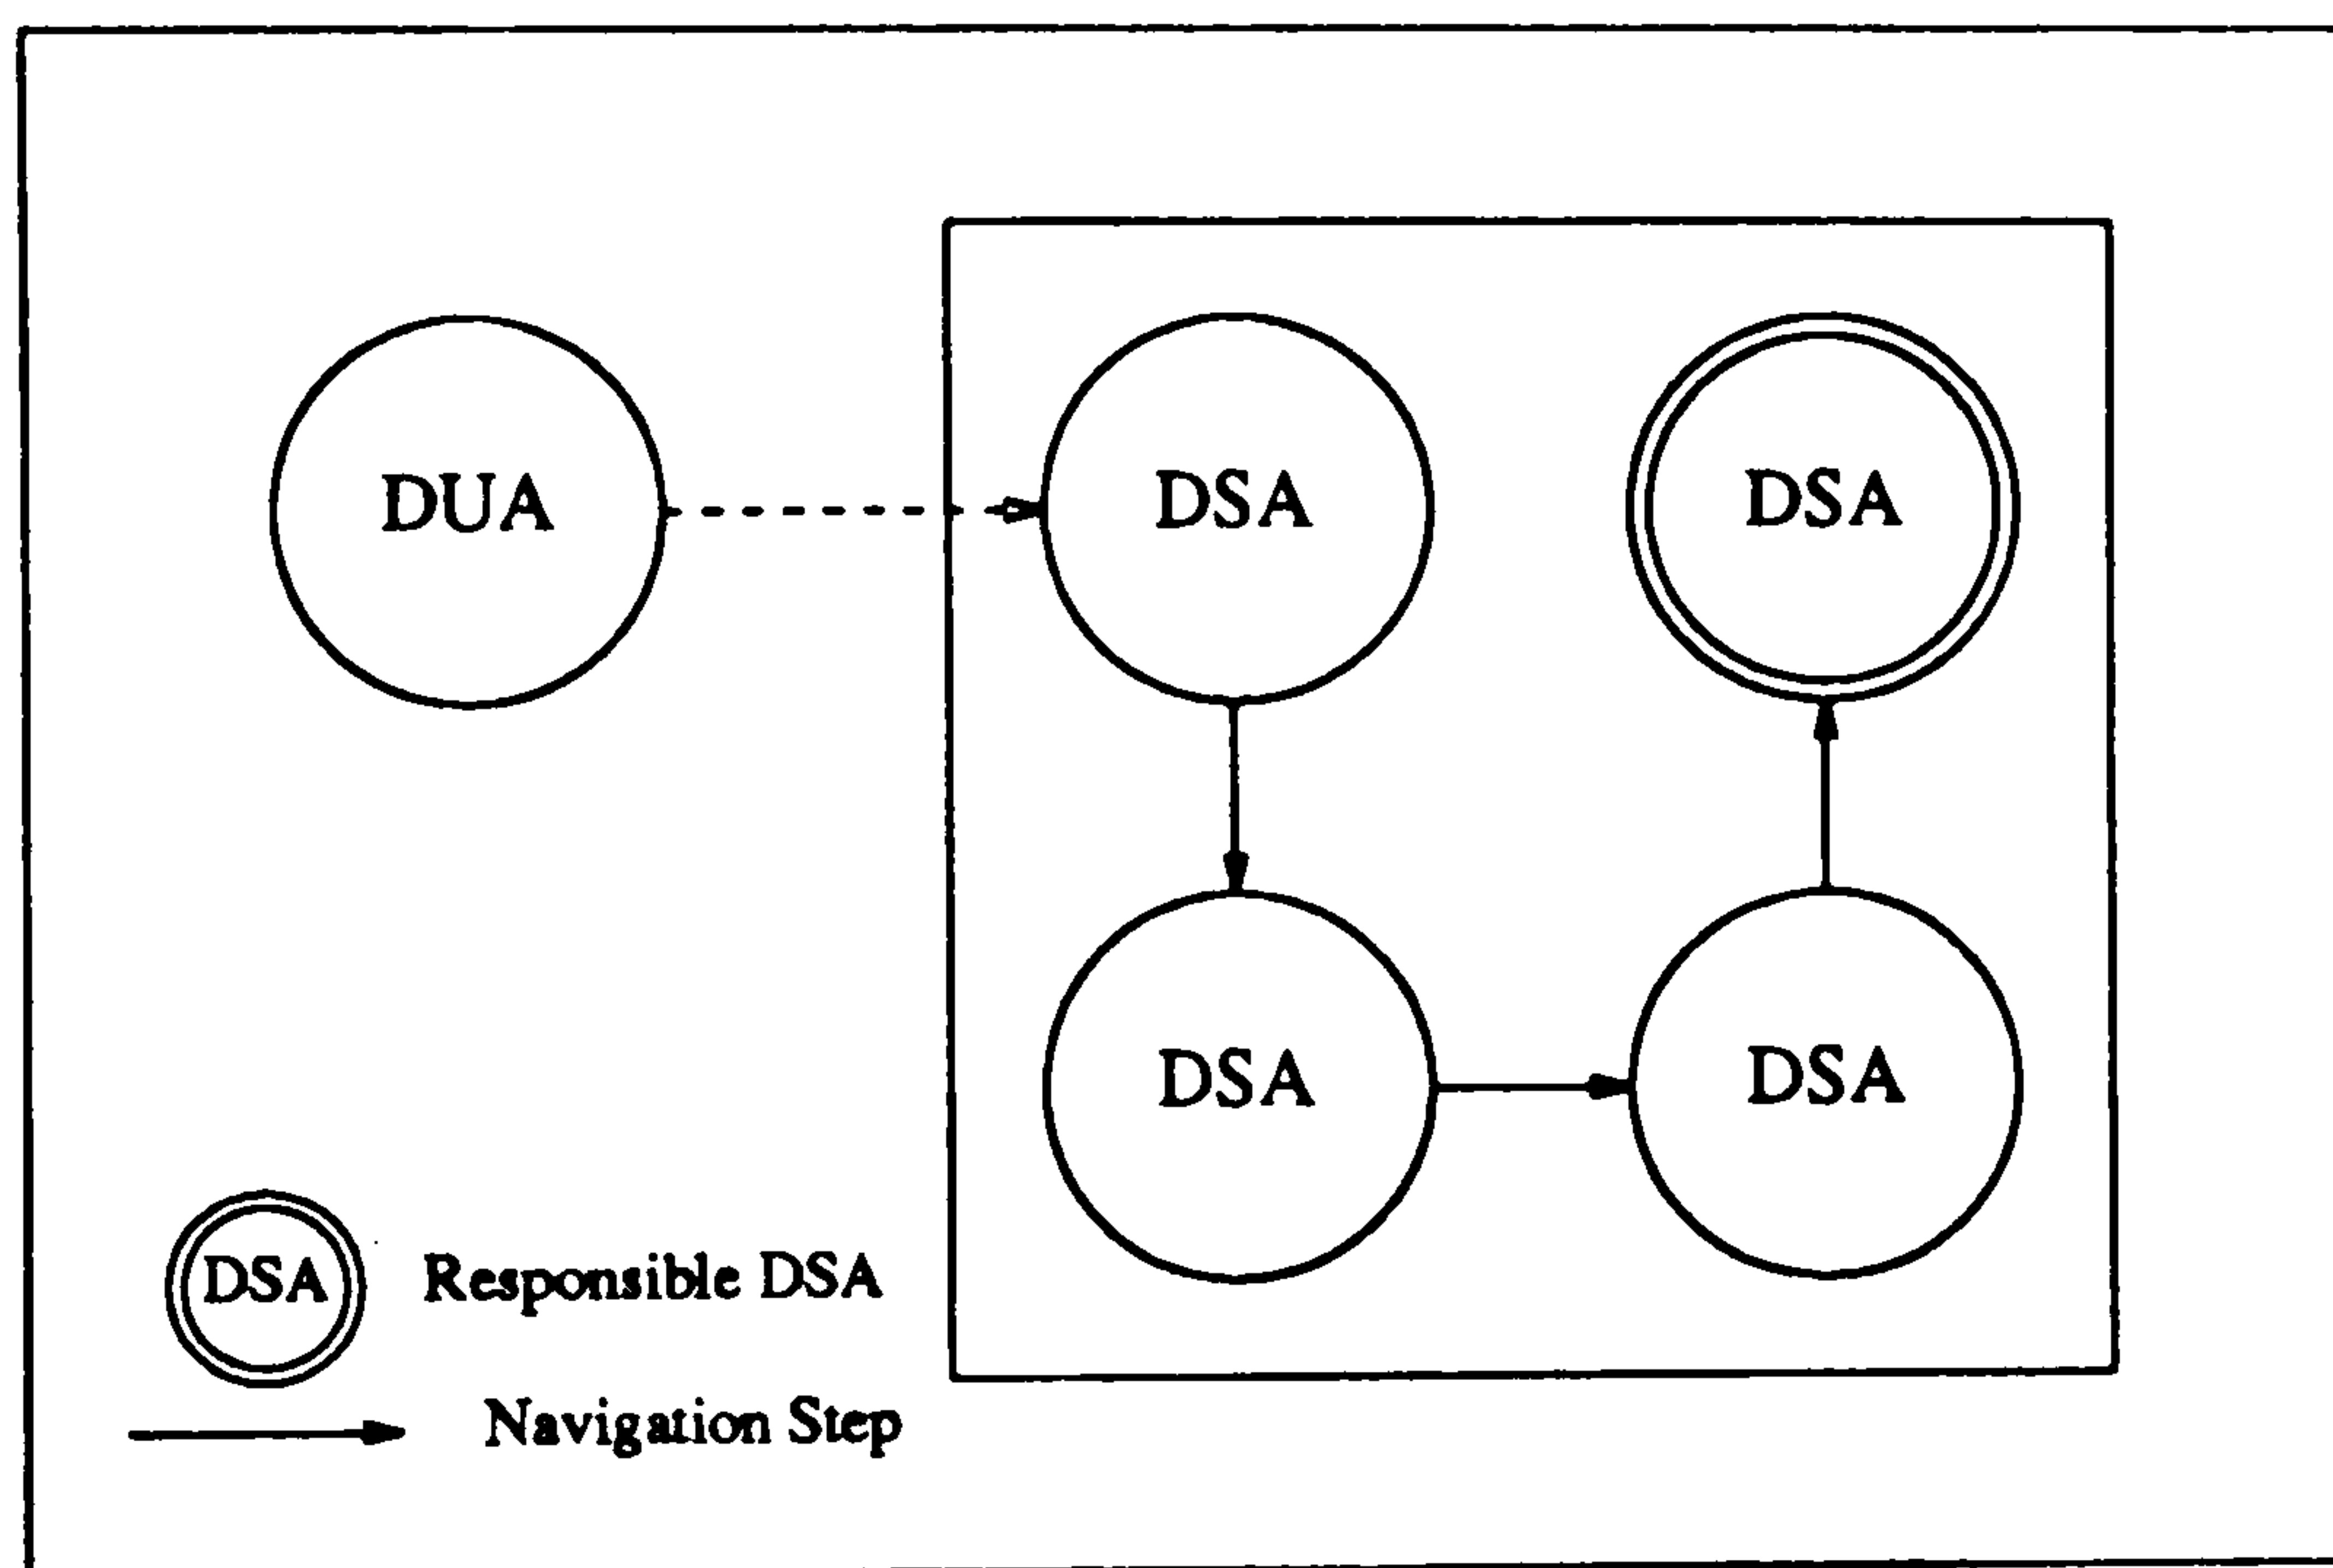 DUA
DSA
DSA
DSA
DSA
DSA
Responsible DSA
Navigation Step